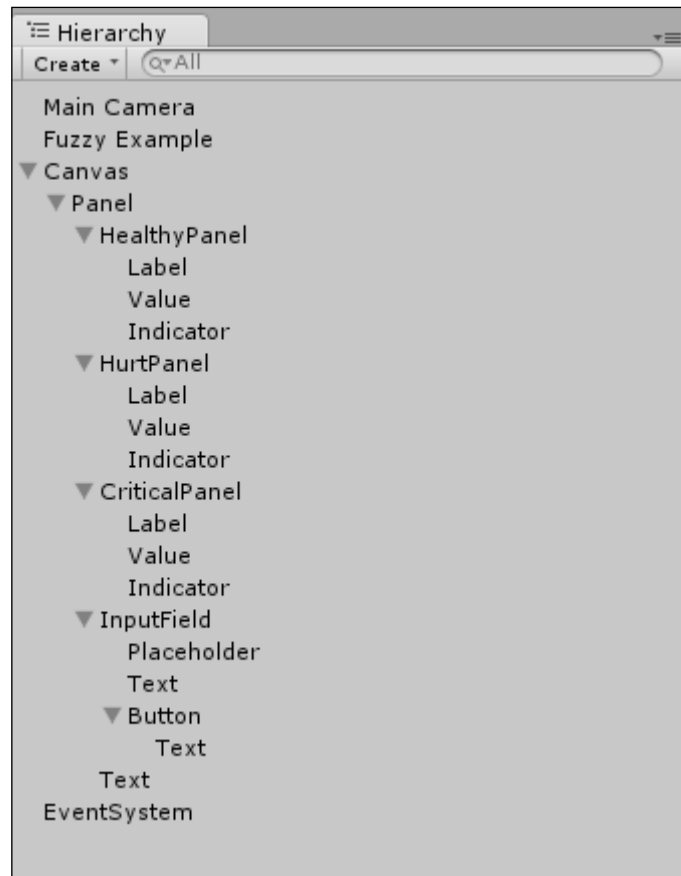 Hierarchy
Create All
Main Camera
Fuzzy Example
Canvas
Panel
HealthyPanel
Label
Value
Indicator
HurtPanel
Label
Value
Indicator
CriticalPanel
Label
Value
Indicator
InputField
Placeholder
Text
Button
Text
Text
EventSystem